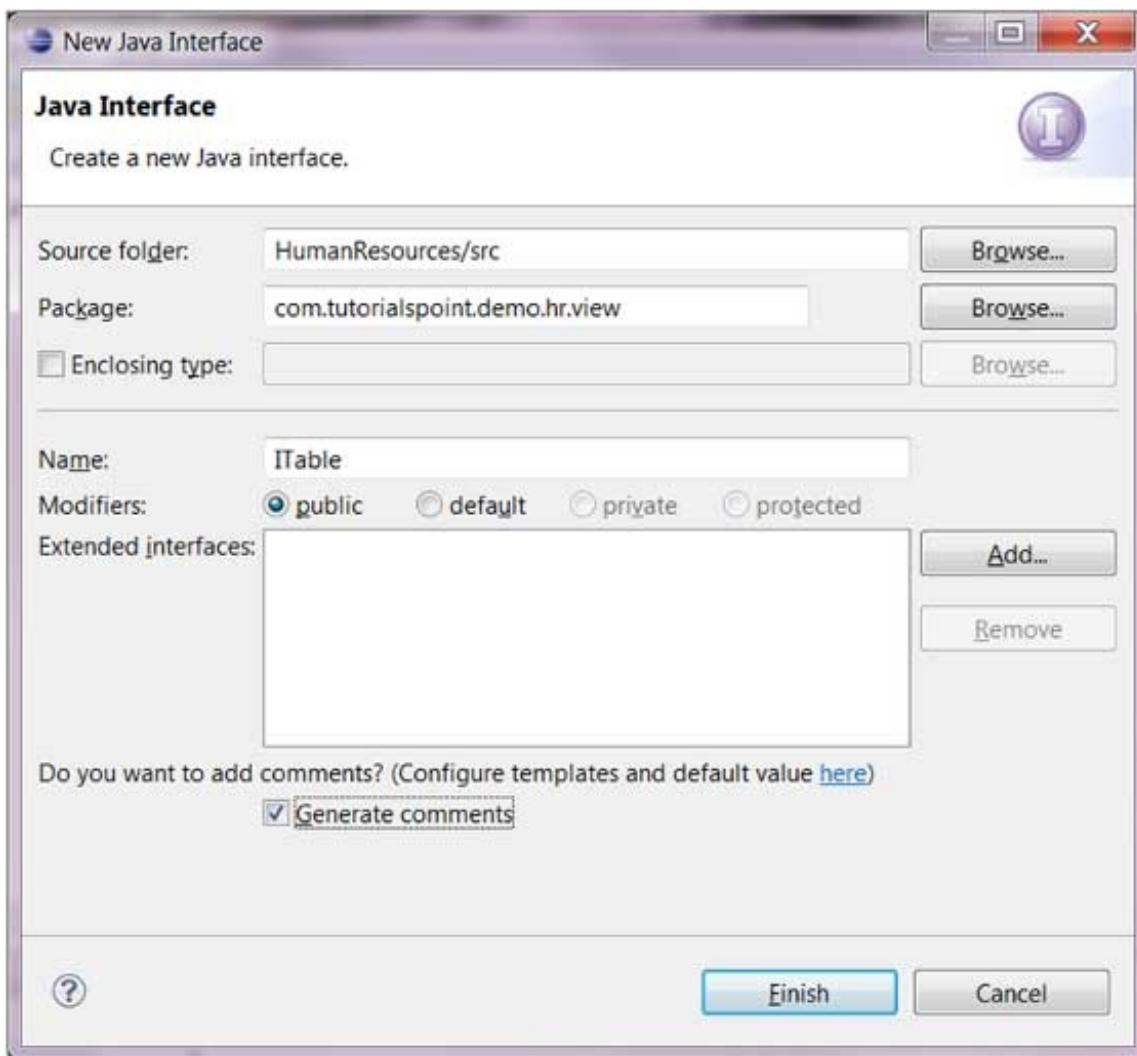 New Java Interface
Java Interface
Create a new Java interface.
I
Source folder: HumanResources/src Browse...
Package: com.tutorialspoint.demo.hr.view Browse...
Enclosing type: Browse...
Name: ITable
Modifiers: public default private protected
Extended interfaces: Add...
Remove
Do you want to add comments? (Configure templates and default value here)
Generate comments
? Finish Cancel